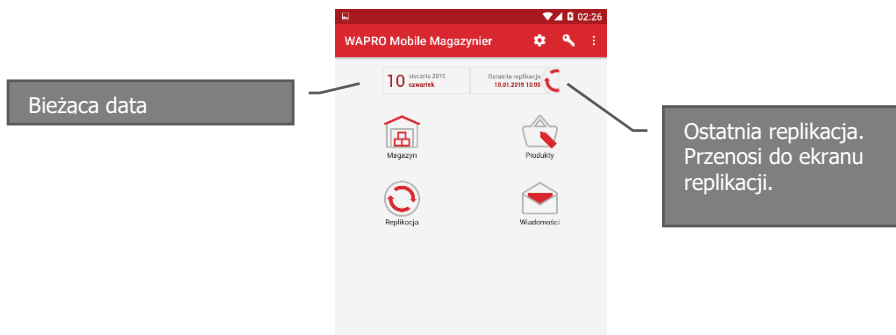 02:26
WAPRO Mobile Magazynier
10 stycznia 2019
czwartek
Ostatnia replikacja
10.01.2019 13:05
Bieżaca data
Ostatnia replikacja.
Przenosi do ekranu
replikacji.
Magazyn
Produkty
Replikacja
Wiadomości